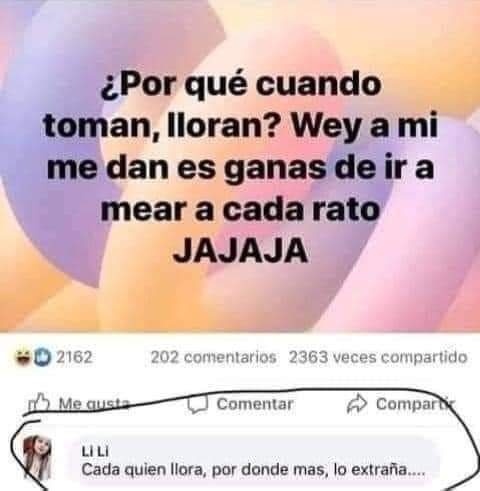 ¿Por qué cuando
toman, lloran? Wey a mi
me dan es ganas de ir a
mear a cada rato
JAJAJA
2162 202 comentarios 2363 veces compartido
Me gusta Comentar Compartir
Li Li
Cada quien llora, por donde mas, lo extraña....